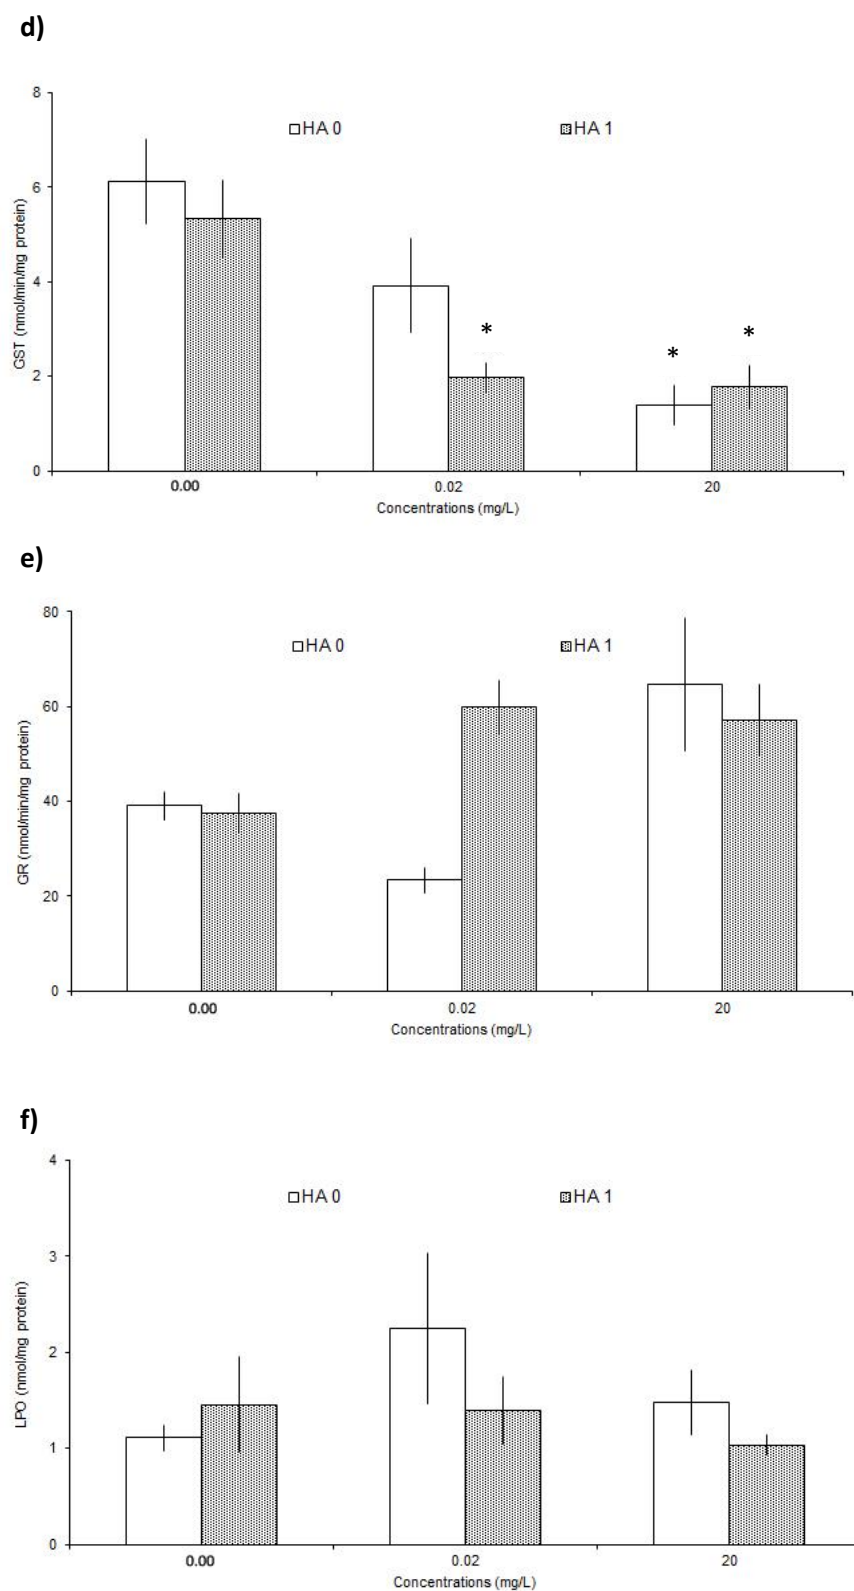 d)
8
HA 0 HA 1
6
4
*
*
*
2
0
GST (nmol/min/mg protein)
0.00 0.02 20
Concentrations (mg/L)
e)
80
HA 0 HA 1
60
40
20
0
GR (nmol/min/mg protein)
0.00 0.02 20
Concentrations (mg/L)
f)
4
HA 0 HA 1
3
2
1
0
LPO (nmol/mg protein)
0.00 0.02 20
Concentrations (mg/L)